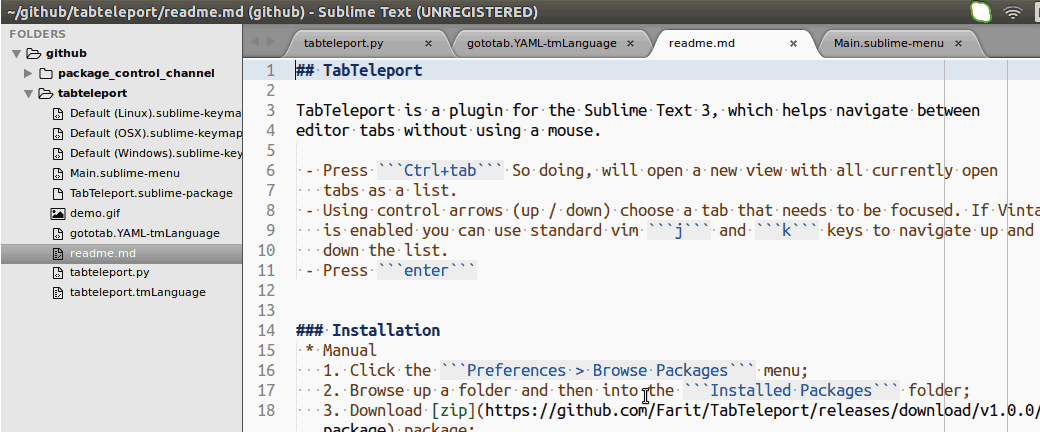 ~/github/tabteleport/readme.md (github) - Sublime Text (UNREGISTERED)
FOLDERS
github
package_control_channel
tabteleport
Default (Linux).sublime-keymap
Default (OSX).sublime-keymap
Default (Windows).sublime-key
Main.sublime-menu
TabTeleport.sublime-package
demo.gif
gototab.YAML-tmLanguage
readme.md
tabteleport.py
tabteleport.tmLanguage
tabteleport.py × gototab.YAML-tmLanguage × readme.md × Main.sublime-menu ×
1 ## TabTeleport
2
3 TabTeleport is a plugin for the Sublime Text 3, which helps navigate between
4 editor tabs without using a mouse.
5
6 - Press ```Ctrl+tab``` So doing, will open a new view with all currently open
7 tabs as a list.
8 - Using control arrows (up / down) choose a tab that needs to be focused. If Vinta
9 is enabled you can use standard vim ```j``` and ```k``` keys to navigate up and
10 down the list.
11 - Press ```enter```
12
13
14 ### Installation
15 * Manual
16 1. Click the ```Preferences > Browse Packages``` menu;
17 2. Browse up a folder and then into the ```Installed Packages``` folder;
18 3. Download [zip](https://github.com/Farit/TabTeleport/releases/download/v1.0.0/
package) package;